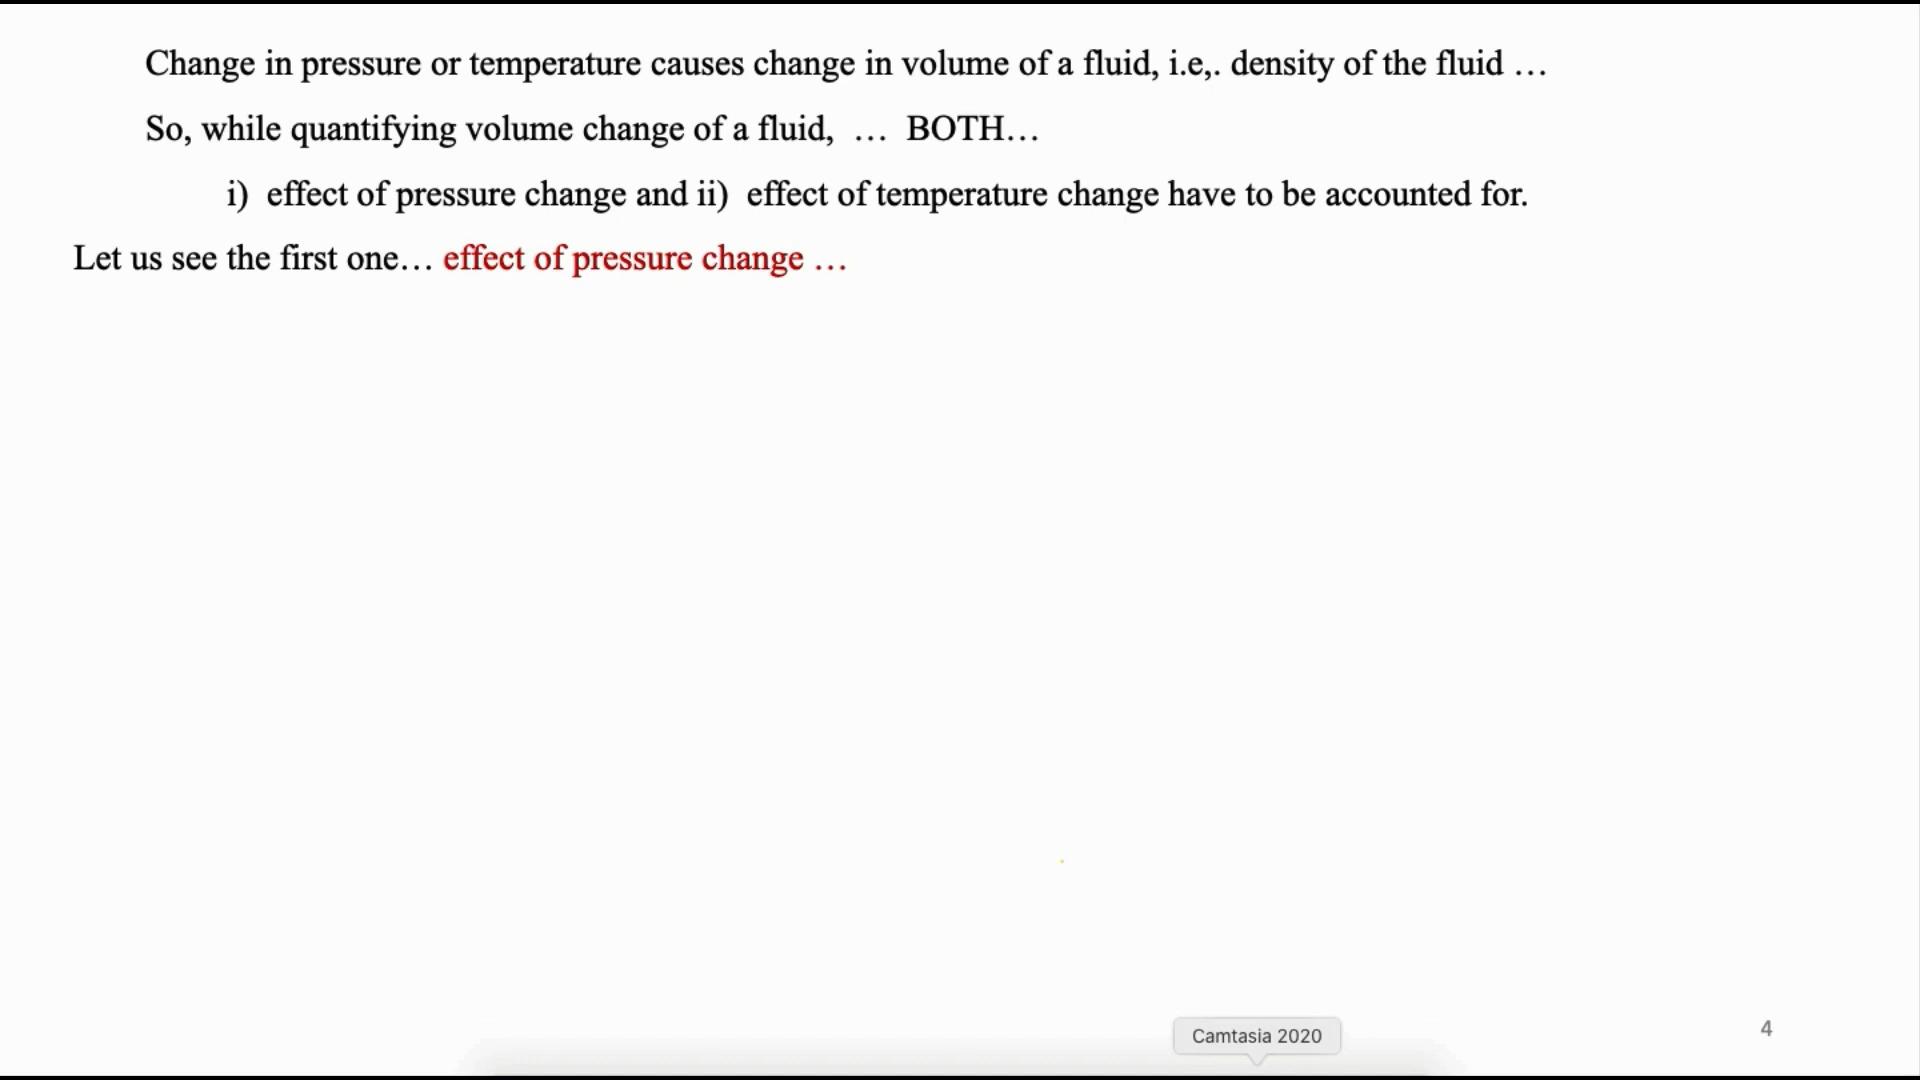 Change in pressure or temperature causes change in volume of a fluid, i.e,. density of the fluid …
So, while quantifying volume change of a fluid, … BOTH…
i) effect of pressure change and ii) effect of temperature change have to be accounted for.
Let us see the first one… effect of pressure change …
Camtasia 2020
4